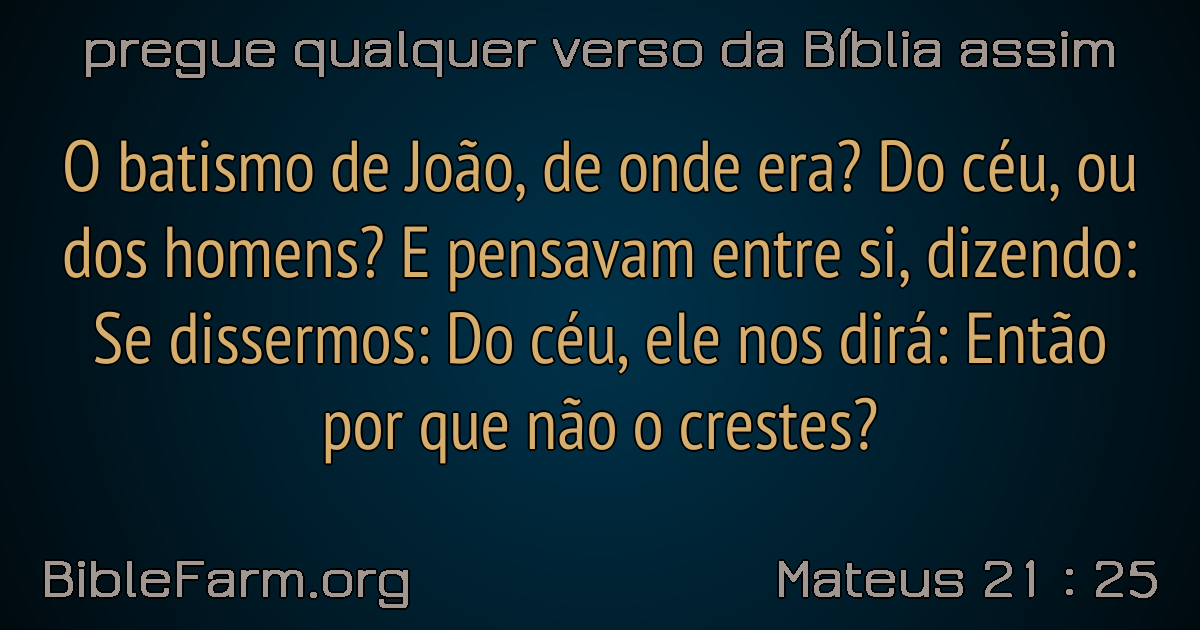 pregue qualquer verso da Bíblia assim
O batismo de João, de onde era? Do céu, ou
dos homens? E pensavam entre si, dizendo:
Se dissermos: Do céu, ele nos dirá: Então
por que não o crestes?
BibleFarm.org
Mateus 21 : 25